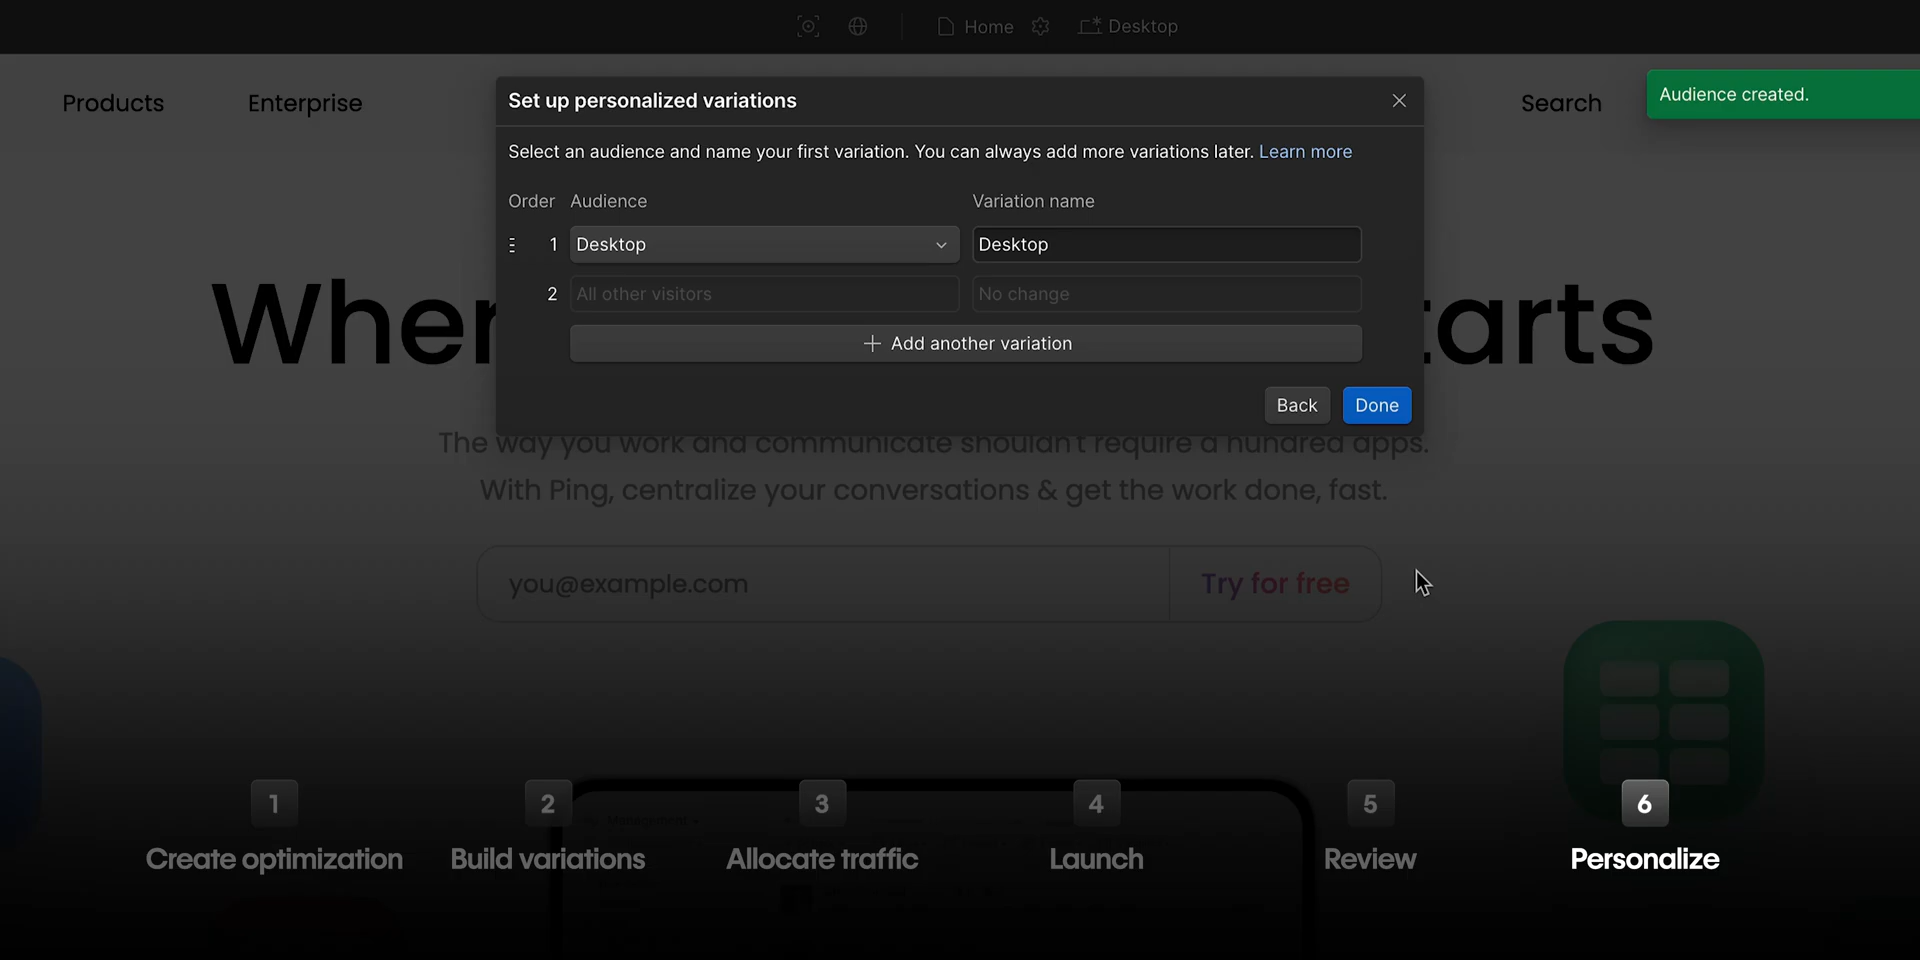 Home
Desktop
Products
Enterprise
Search
Audience created.
Set up personalized variations
Select an audience and name your first variation. You can always add more variations later. Learn more
Order Audience Variation name
1 Desktop Desktop
2 All other visitors No change
Add another variation
Back Done
Wher tarts
The way you work and communicate shouldn't require a hundred apps.
With Ping, centralize your conversations & get the work done, fast.
you@example.com Try for free
Management
1 2 3 4 5 6
Create optimization Build variations Allocate traffic Launch Review Personalize